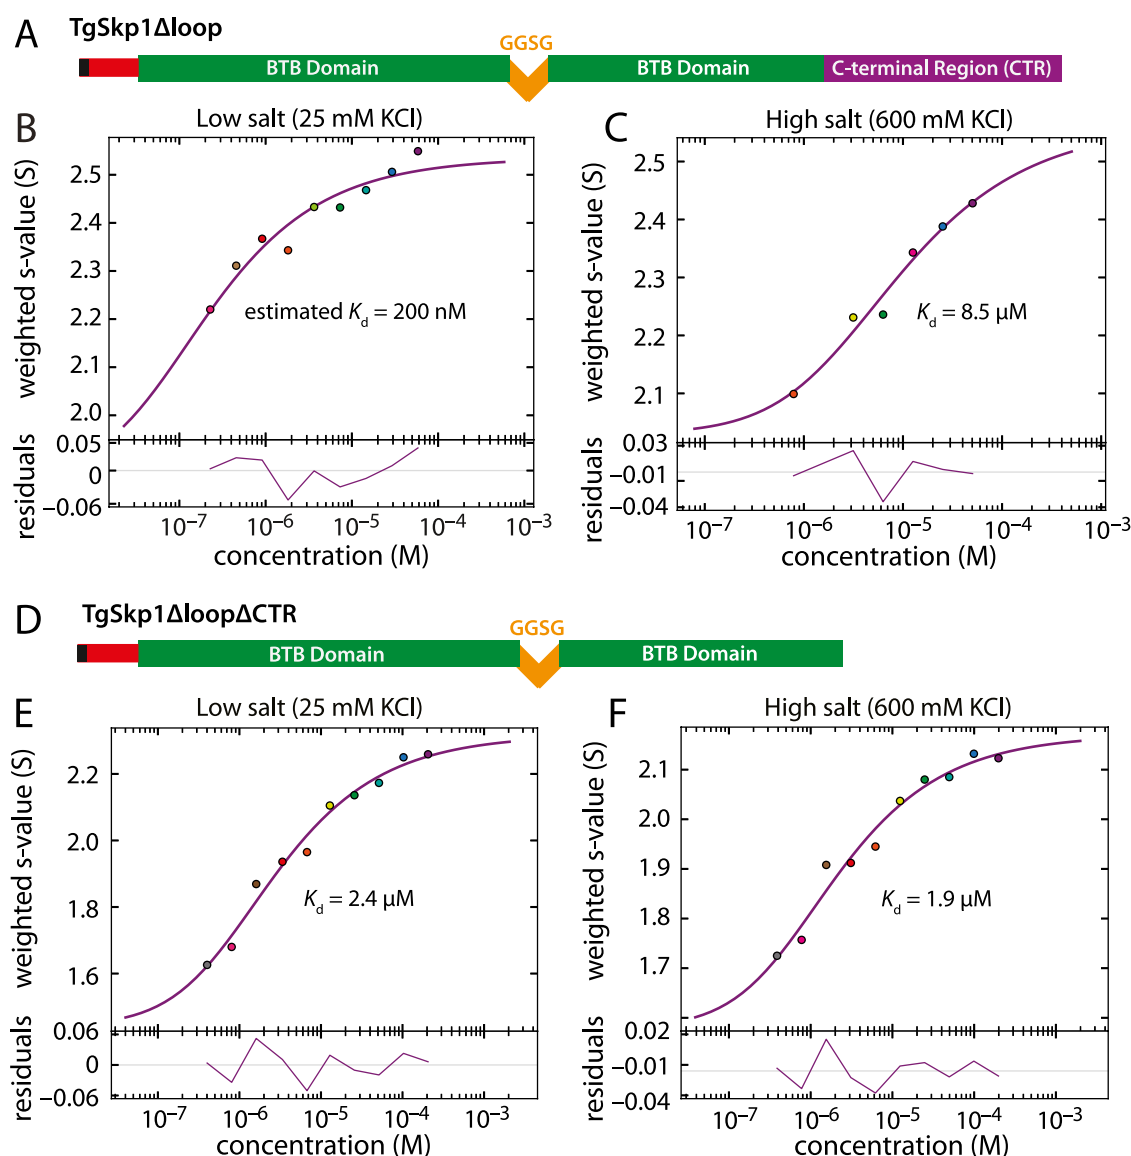 A
TgSkp1Δloop
GGSG
BTB Domain
BTB Domain
C-terminal Region (CTR)
B
Low salt (25 mM KCl)
weighted s-value (S)
2.5
2.4
2.3
2.2
2.1
2.0
estimated Kd = 200 nM
residuals
0.05
0
−0.06
10−7
10−6
10−5
10−4
10−3
concentration (M)
C
High salt (600 mM KCl)
weighted s-value (S)
2.5
2.4
2.3
2.2
2.1
Kd = 8.5 μM
residuals
0.03
−0.01
−0.04
10−7
10−6
10−5
10−4
10−3
concentration (M)
D
TgSkp1ΔloopΔCTR
GGSG
BTB Domain
BTB Domain
E
Low salt (25 mM KCl)
weighted s-value (S)
2.2
2.0
1.8
1.6
Kd = 2.4 μM
residuals
0.06
0
−0.06
10−7
10−6
10−5
10−4
10−3
concentration (M)
F
High salt (600 mM KCl)
weighted s-value (S)
2.1
2.0
1.9
1.8
1.7
Kd = 1.9 μM
residuals
0.02
−0.01
−0.04
10−7
10−6
10−5
10−4
10−3
concentration (M)